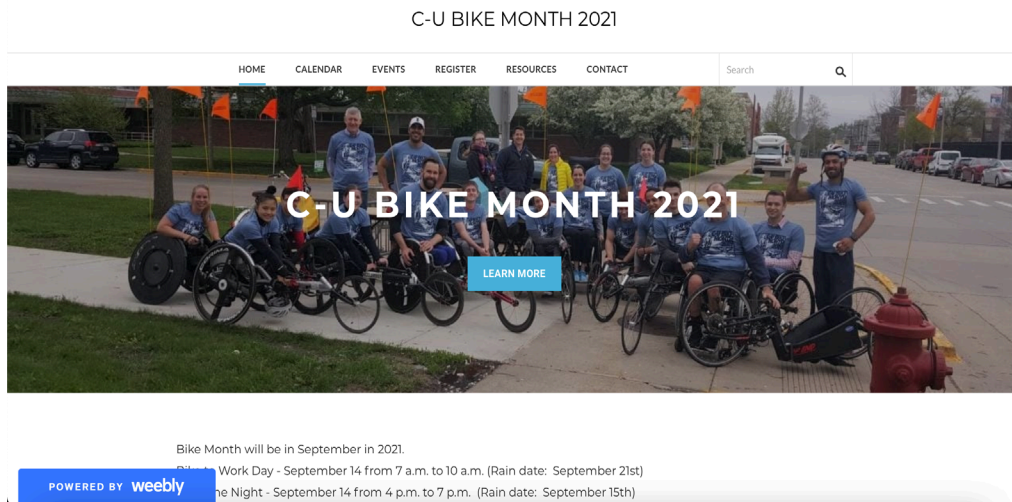 C-U BIKE MONTH 2021
HOME CALENDAR EVENTS REGISTER RESOURCES CONTACT Search
C-U BIKE MONTH 2021
LEARN MORE
Bike Month will be in September in 2021.
Work Day - September 14 from 7 a.m. to 10 a.m. (Rain date: September 21st)
Night - September 14 from 4 p.m. to 7 p.m. (Rain date: September 15th)
POWERED BY weebly